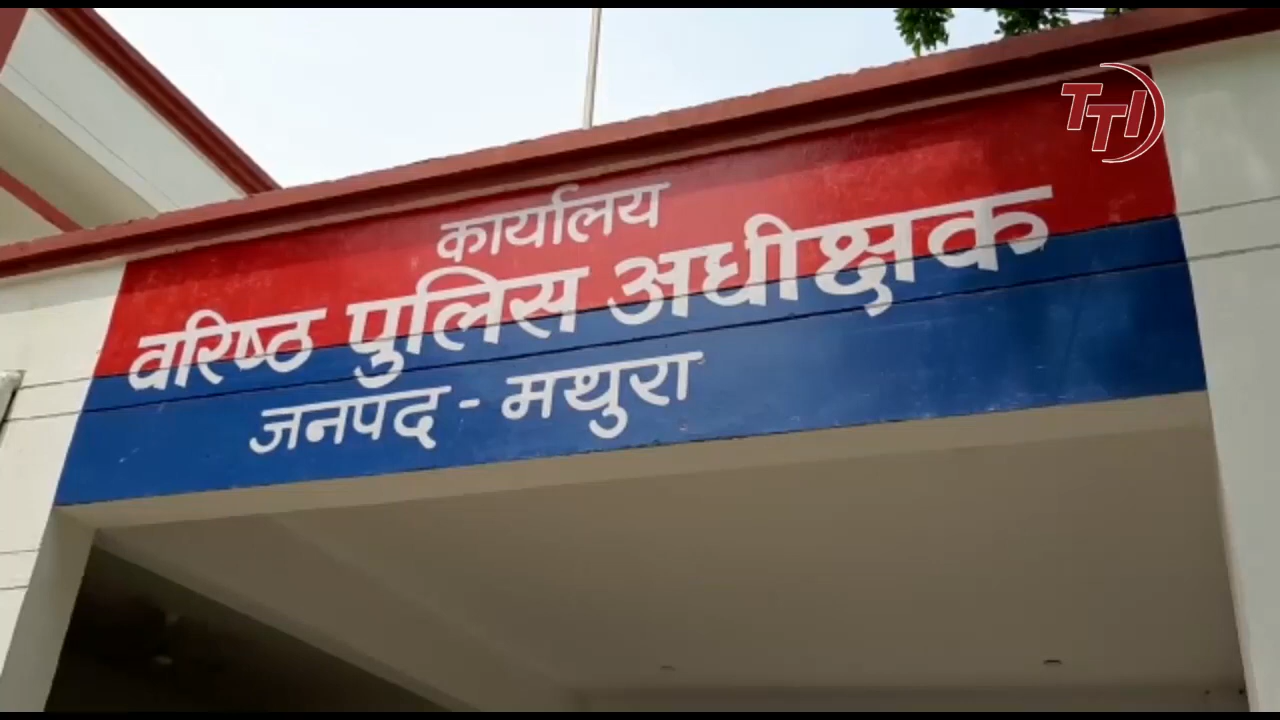 TTI
कार्यालय
वरिष्ठ पुलिस अधीक्षक
जनपद - मथुरा